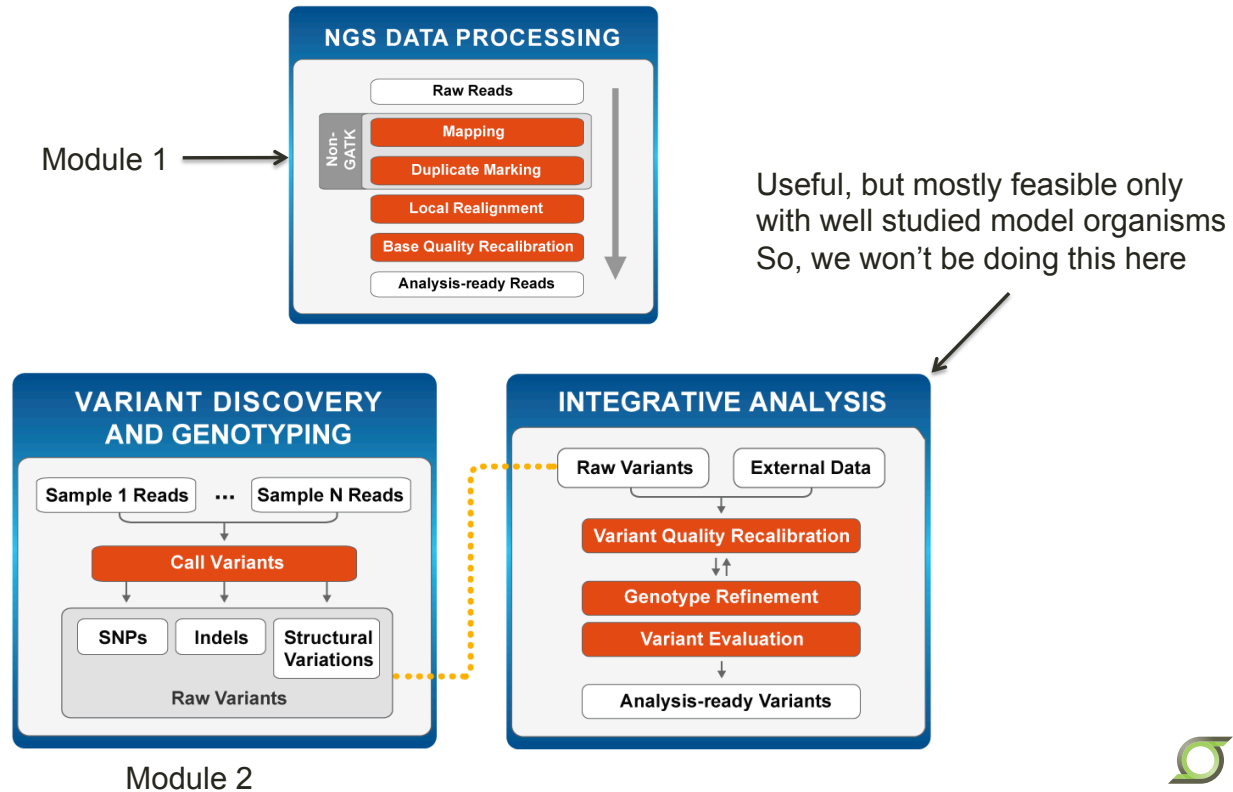 NGS DATA PROCESSING
Raw Reads
Non-
GATK
Mapping
Duplicate Marking
Local Realignment
Base Quality Recalibration
Analysis-ready Reads
Module 1
Useful, but mostly feasible only
with well studied model organisms
So, we won't be doing this here
VARIANT DISCOVERY
AND GENOTYPING
Sample 1 Reads ... Sample N Reads
Call Variants
SNPs Indels Structural
Variations
Raw Variants
Module 2
INTEGRATIVE ANALYSIS
Raw Variants External Data
Variant Quality Recalibration
Genotype Refinement
Variant Evaluation
Analysis-ready Variants